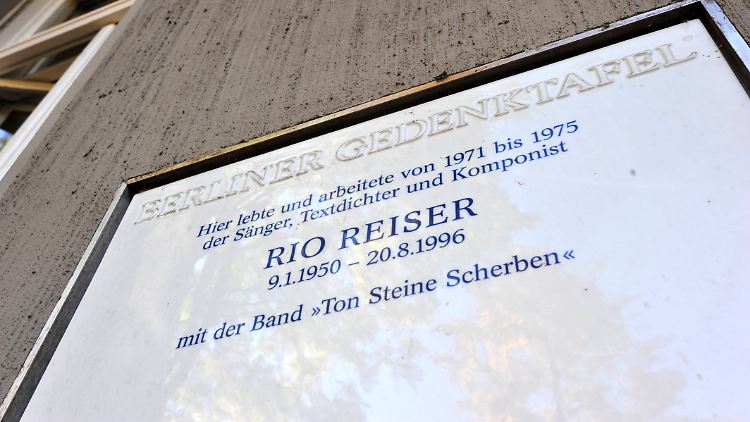 BERLINER GEDENKTAFEL
Hier lebte und arbeitete von 1971 bis 1975
der Sänger, Textdichter und Komponist
RIO REISER
9.1.1950 – 20.8.1996
mit der Band »Ton Steine Scherben«